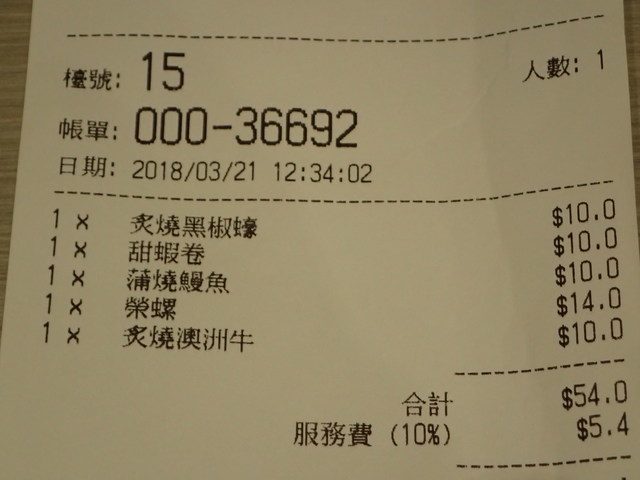 檯號: 15 人數: 1
帳單: 000-36692
日期: 2018/03/21 12:34:02
1 x 炙燒黑椒蠔 $10.0
1 x 甜蝦卷 $10.0
1 x 蒲燒鰻魚 $10.0
1 x 榮螺 $14.0
1 x 炙燒澳洲牛 $10.0
合計 $54.0
服務費 (10%) $5.4